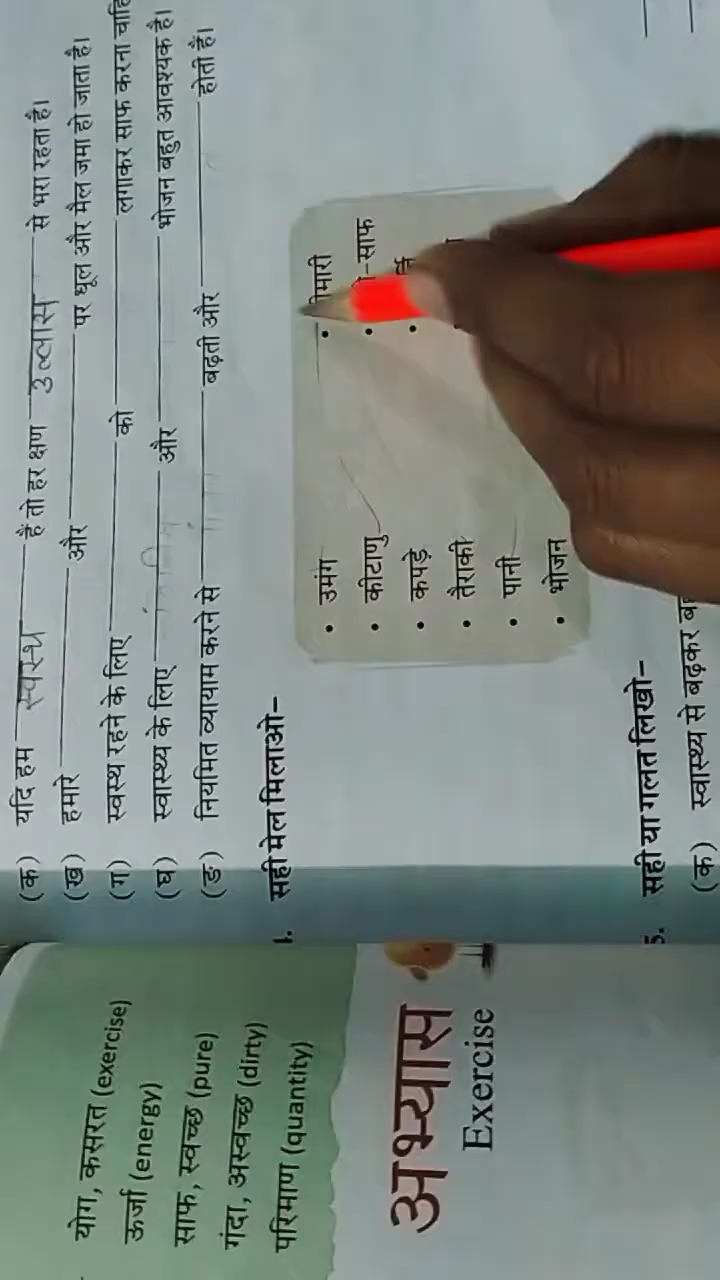 योग, कसरत (exercise)
ऊर्जा (energy)
साफ, स्वच्छ (pure)
गंदा, अस्वच्छ (dirty)
परिमाण (quantity)
अभ्यास
Exercise
(क) यदि हम स्वस्थ हैं तो हर क्षण उल्लास से भरा रहता है।
(ख) हमारे और पर धूल और मैल जमा हो जाता है।
(ग) स्वस्थ रहने के लिए को लगाकर साफ करना
(घ) स्वास्थ्य के लिए और भोजन बहुत आवश्यक है।
(ङ) नियमित व्यायाम करने से बढ़ती और होती हैं।
सही मेल मिलाओ–
• उमंग •
• कीटाणु • -साफ
• कपड़े •
• तैराकी
• पानी
• भोजन
5. सही या गलत लिखो–
(क) स्वास्थ्य से बढ़कर